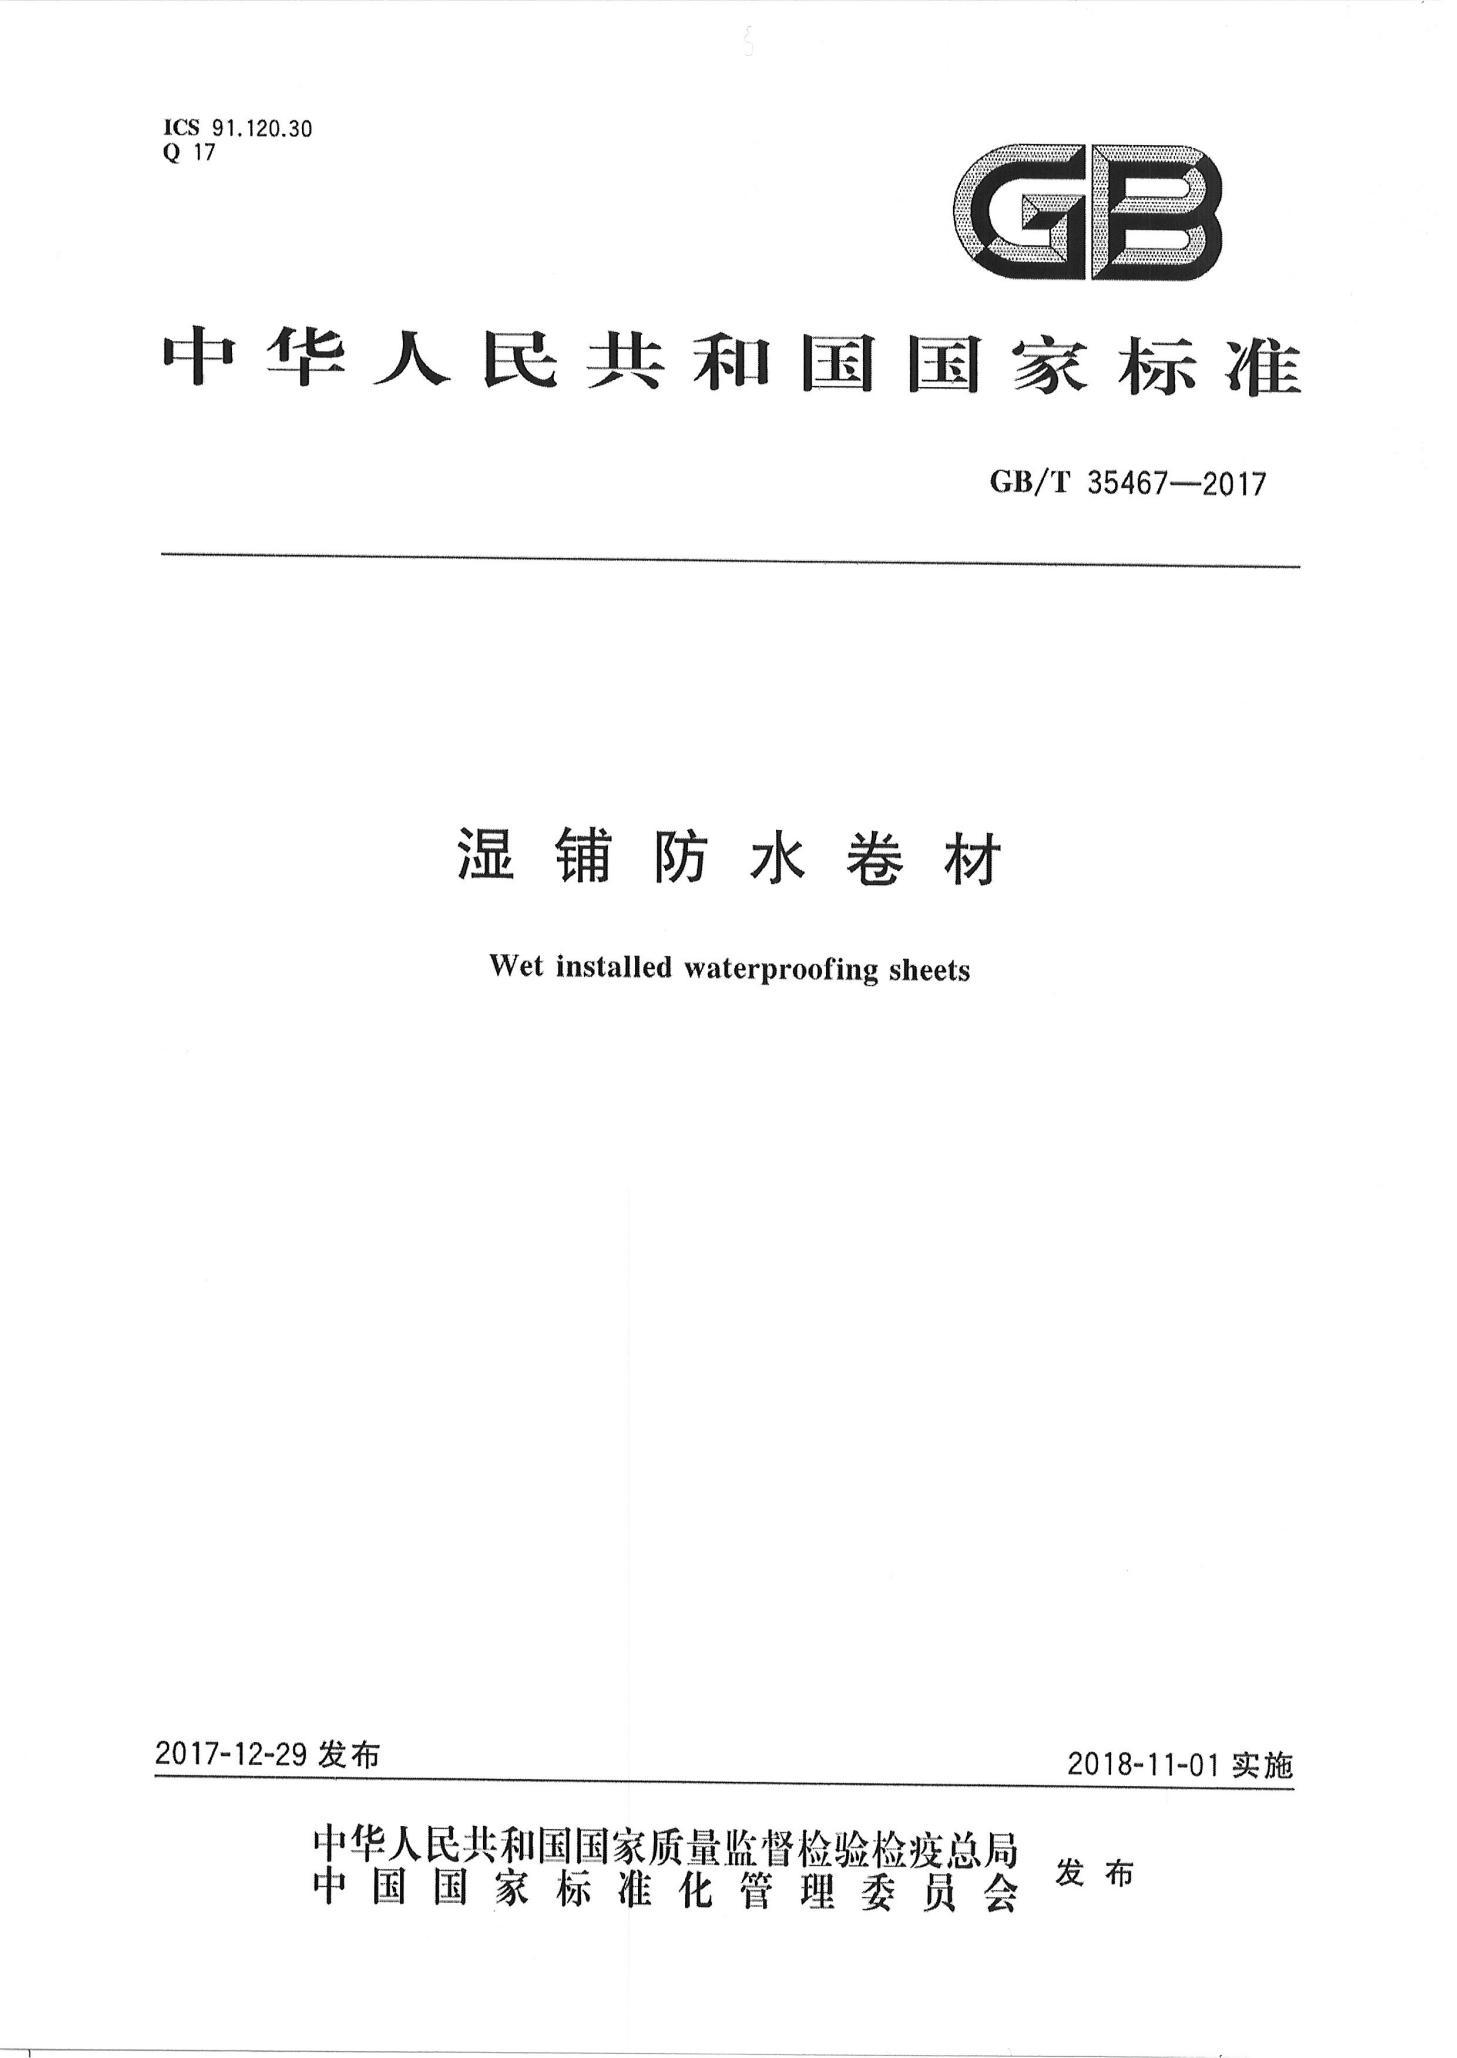 ICS 91.120.30
Q 17
GB
中华人民共和国国家标准
GB/T 35467—2017
湿铺防水卷材
Wet installed waterproofing sheets
2017-12-29 发布
2018-11-01 实施
中华人民共和国国家质量监督检验检疫总局
中国国家标准化管理委员会
发布